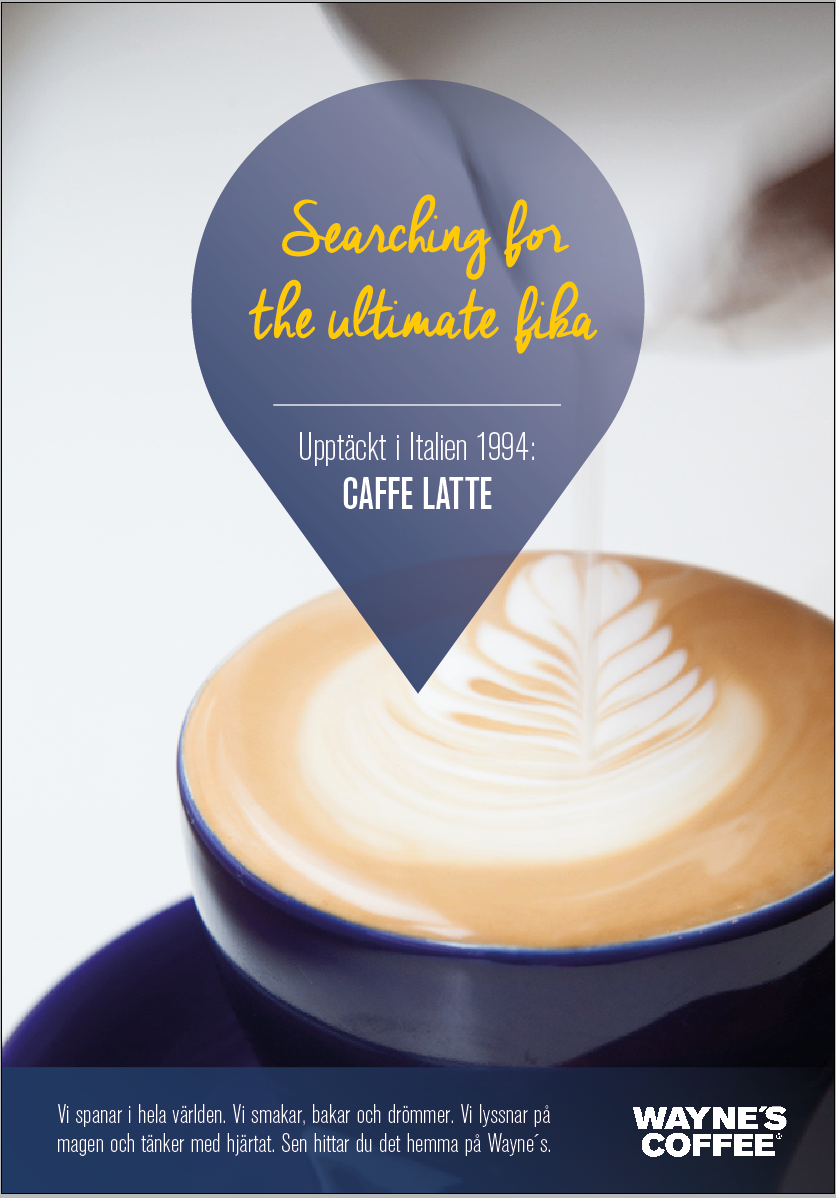 Searching for
the ultimate fika
Upptäckt i Italien 1994:
CAFFE LATTE
Vi spanar i hela världen. Vi smakar, bakar och drömmer. Vi lyssnar på
magen och tänker med hjärtat. Sen hittar du det hemma på Wayne´s.
WAYNE'S
COFFEE®